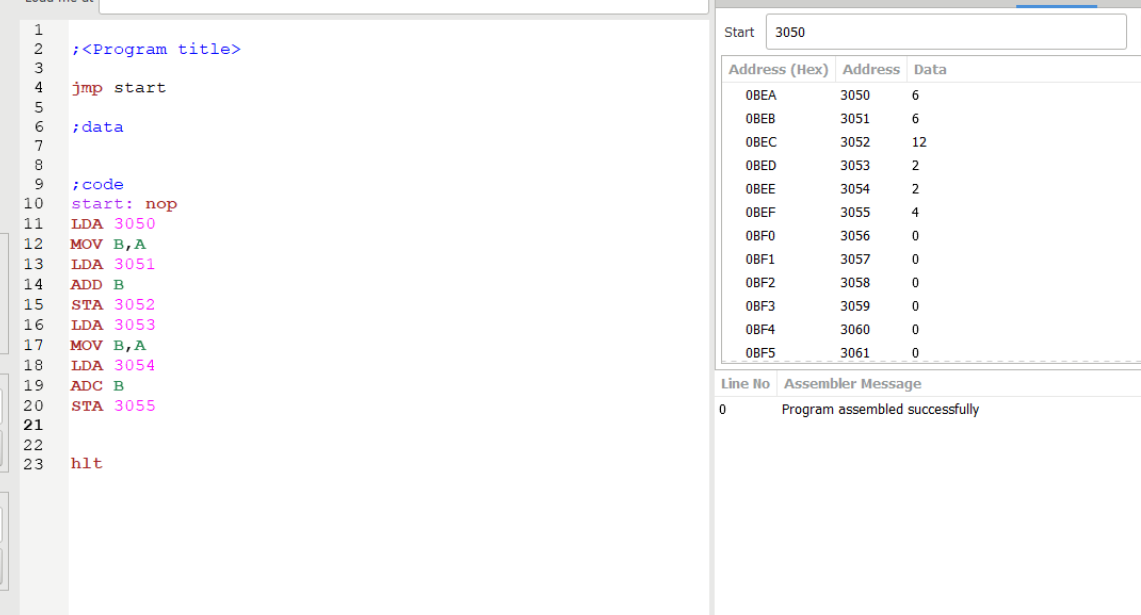 Load me at
1
2 ;<Program title>
3
4 jmp start
5
6 ;data
7
8
9 ;code
10 start: nop
11 LDA 3050
12 MOV B,A
13 LDA 3051
14 ADD B
15 STA 3052
16 LDA 3053
17 MOV B,A
18 LDA 3054
19 ADC B
20 STA 3055
21
22
23 hlt
Start 3050
Address (Hex) Address Data
0BEA 3050 6
0BEB 3051 6
0BEC 3052 12
0BED 3053 2
0BEE 3054 2
0BEF 3055 4
0BF0 3056 0
0BF1 3057 0
0BF2 3058 0
0BF3 3059 0
0BF4 3060 0
0BF5 3061 0
Line No Assembler Message
0 Program assembled successfully